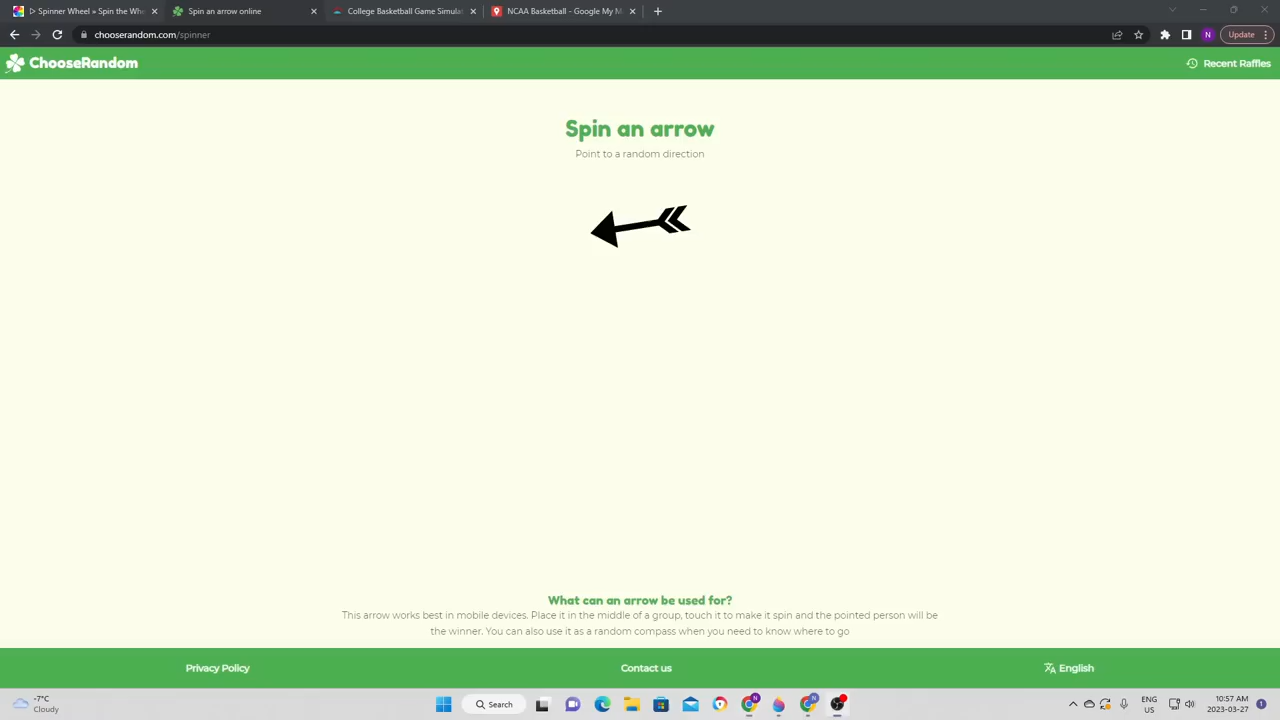 ▷ Spinner Wheel » Spin the Whe
Spin an arrow online
College Basketball Game Simulat
NCAA Basketball - Google My M
chooserandom.com/spinner
N
Update
ChooseRandom
Recent Raffles
Spin an arrow
Point to a random direction
What can an arrow be used for?
This arrow works best in mobile devices. Place it in the middle of a group, touch it to make it spin and the pointed person will be
the winner. You can also use it as a random compass when you need to know where to go
Privacy Policy
Contact us
English
-7°C
Cloudy
Search
ENG
US
10:57 AM
2023-03-27
1